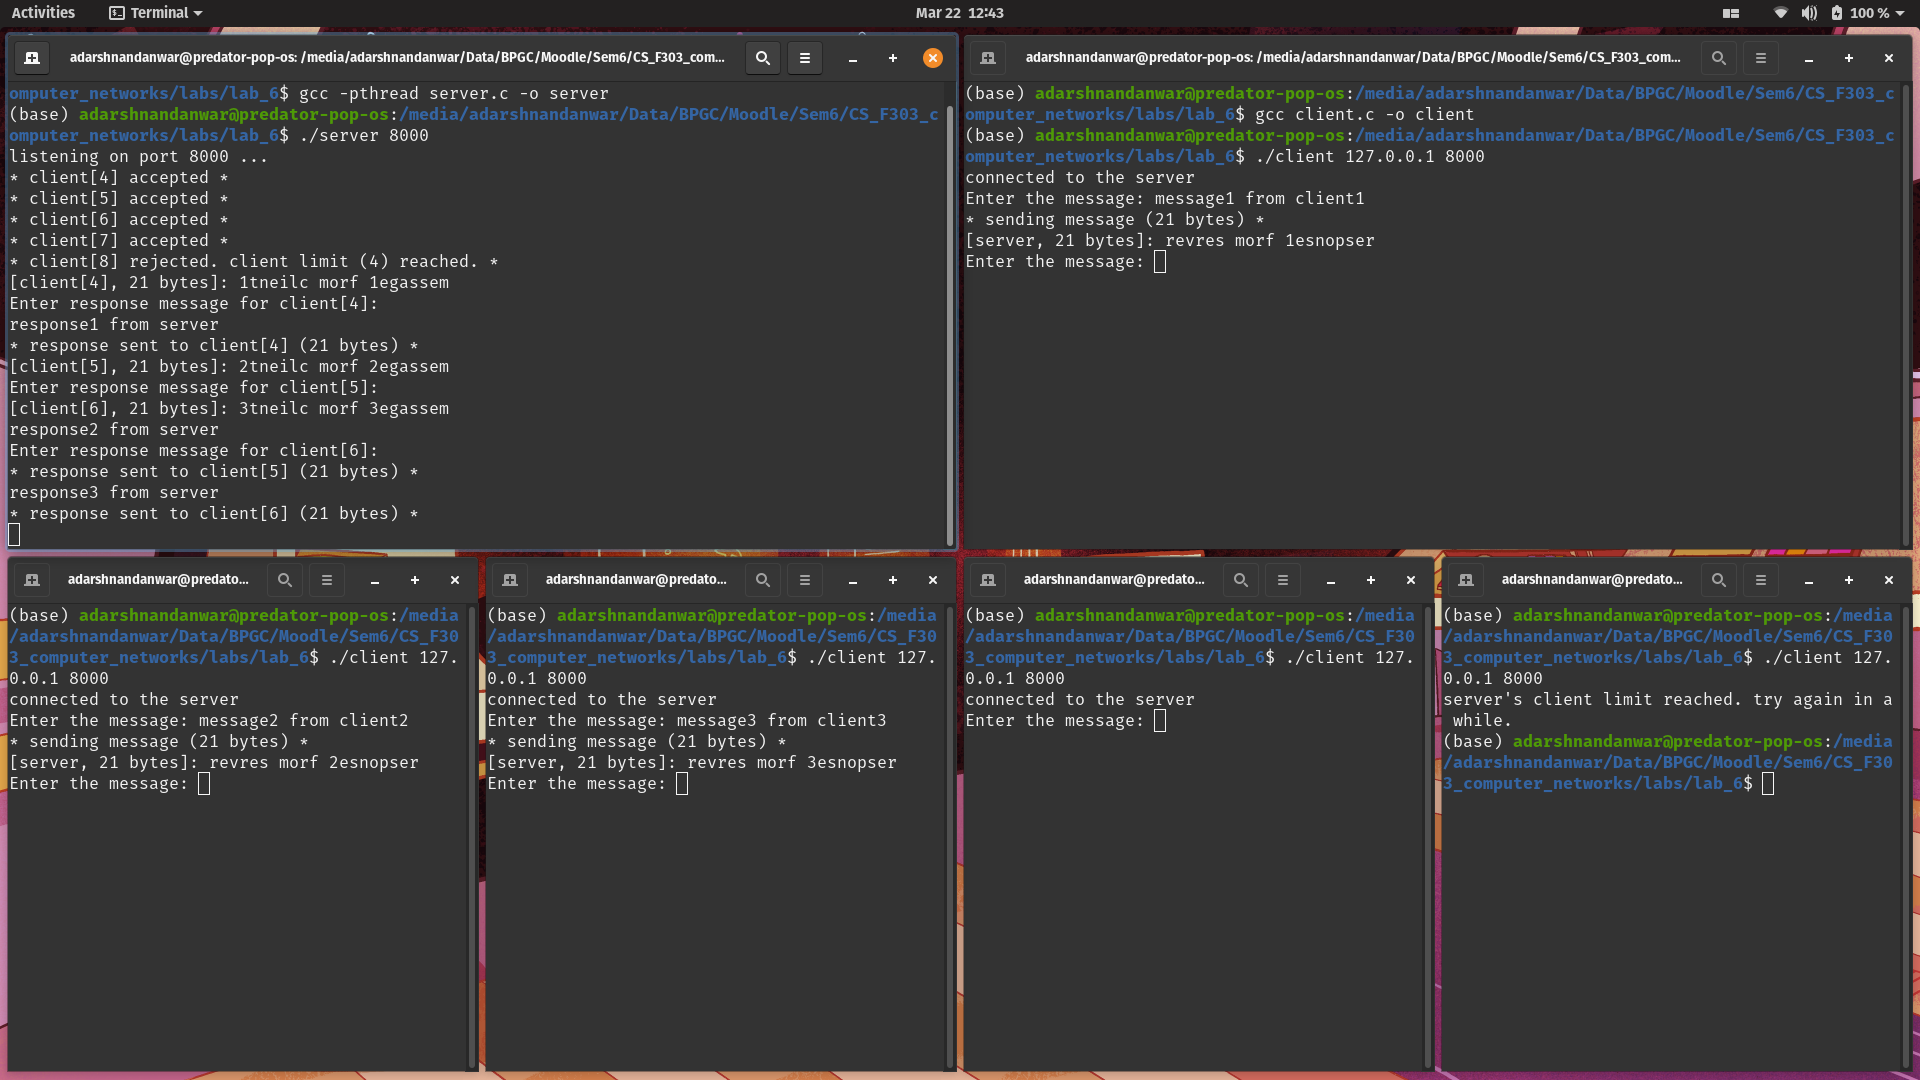 Activities
Terminal
Mar 22 12:43
100 %
adarshnandanwar@predator-pop-os: /media/adarshnandanwar/Data/BPGC/Moodle/Sem6/CS_F303_com...
omputer_networks/labs/lab_6$ gcc -pthread server.c -o server
(base) adarshnandanwar@predator-pop-os:/media/adarshnandanwar/Data/BPGC/Moodle/Sem6/CS_F303_c
omputer_networks/labs/lab_6$ ./server 8000
listening on port 8000 ...
* client[4] accepted *
* client[5] accepted *
* client[6] accepted *
* client[7] accepted *
* client[8] rejected. client limit (4) reached. *
[client[4], 21 bytes]: 1tneilc morf 1egassem
Enter response message for client[4]:
response1 from server
* response sent to client[4] (21 bytes) *
[client[5], 21 bytes]: 2tneilc morf 2egassem
Enter response message for client[5]:
[client[6], 21 bytes]: 3tneilc morf 3egassem
response2 from server
Enter response message for client[6]:
* response sent to client[5] (21 bytes) *
response3 from server
* response sent to client[6] (21 bytes) *
adarshnandanwar@predator-pop-os: /media/adarshnandanwar/Data/BPGC/Moodle/Sem6/CS_F303_com...
(base) adarshnandanwar@predator-pop-os:/media/adarshnandanwar/Data/BPGC/Moodle/Sem6/CS_F303_c
omputer_networks/labs/lab_6$ gcc client.c -o client
(base) adarshnandanwar@predator-pop-os:/media/adarshnandanwar/Data/BPGC/Moodle/Sem6/CS_F303_c
omputer_networks/labs/lab_6$ ./client 127.0.0.1 8000
connected to the server
Enter the message: message1 from client1
* sending message (21 bytes) *
[server, 21 bytes]: revres morf 1esnopser
Enter the message:
adarshnandanwar@predato...
(base) adarshnandanwar@predator-pop-os:/media
/adarshnandanwar/Data/BPGC/Moodle/Sem6/CS_F30
3_computer_networks/labs/lab_6$ ./client 127.
0.0.1 8000
connected to the server
Enter the message: message2 from client2
* sending message (21 bytes) *
[server, 21 bytes]: revres morf 2esnopser
Enter the message:
adarshnandanwar@predato...
(base) adarshnandanwar@predator-pop-os:/media
/adarshnandanwar/Data/BPGC/Moodle/Sem6/CS_F30
3_computer_networks/labs/lab_6$ ./client 127.
0.0.1 8000
connected to the server
Enter the message: message3 from client3
* sending message (21 bytes) *
[server, 21 bytes]: revres morf 3esnopser
Enter the message:
adarshnandanwar@predato...
(base) adarshnandanwar@predator-pop-os:/media
/adarshnandanwar/Data/BPGC/Moodle/Sem6/CS_F30
3_computer_networks/labs/lab_6$ ./client 127.
0.0.1 8000
connected to the server
Enter the message:
adarshnandanwar@predato...
(base) adarshnandanwar@predator-pop-os:/media
/adarshnandanwar/Data/BPGC/Moodle/Sem6/CS_F30
3_computer_networks/labs/lab_6$ ./client 127.
0.0.1 8000
server's client limit reached. try again in a
while.
(base) adarshnandanwar@predator-pop-os:/media
/adarshnandanwar/Data/BPGC/Moodle/Sem6/CS_F30
3_computer_networks/labs/lab_6$